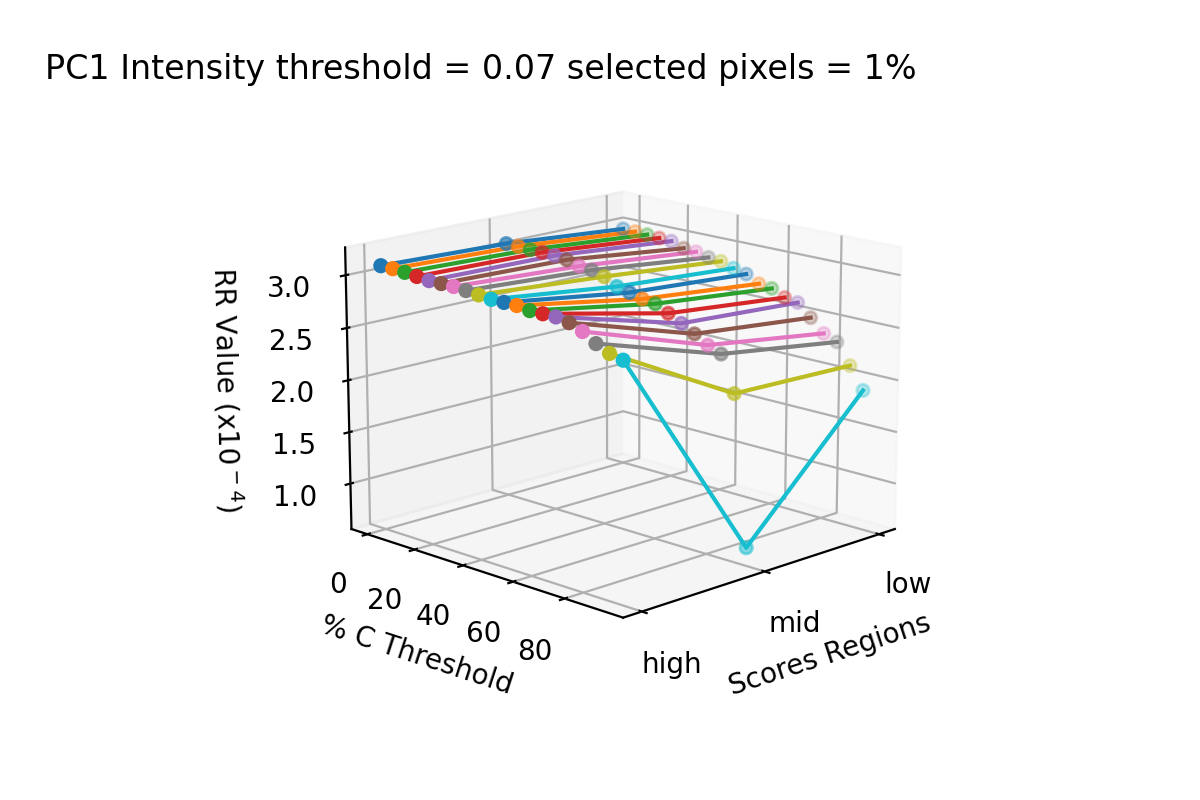 PC1 Intensity threshold = 0.07 selected pixels = 1%
RR Value (x10⁻⁴)
3.0
2.5
2.0
1.5
1.0
0
20
40
60
80
% C Threshold
high
mid
low
Scores Regions